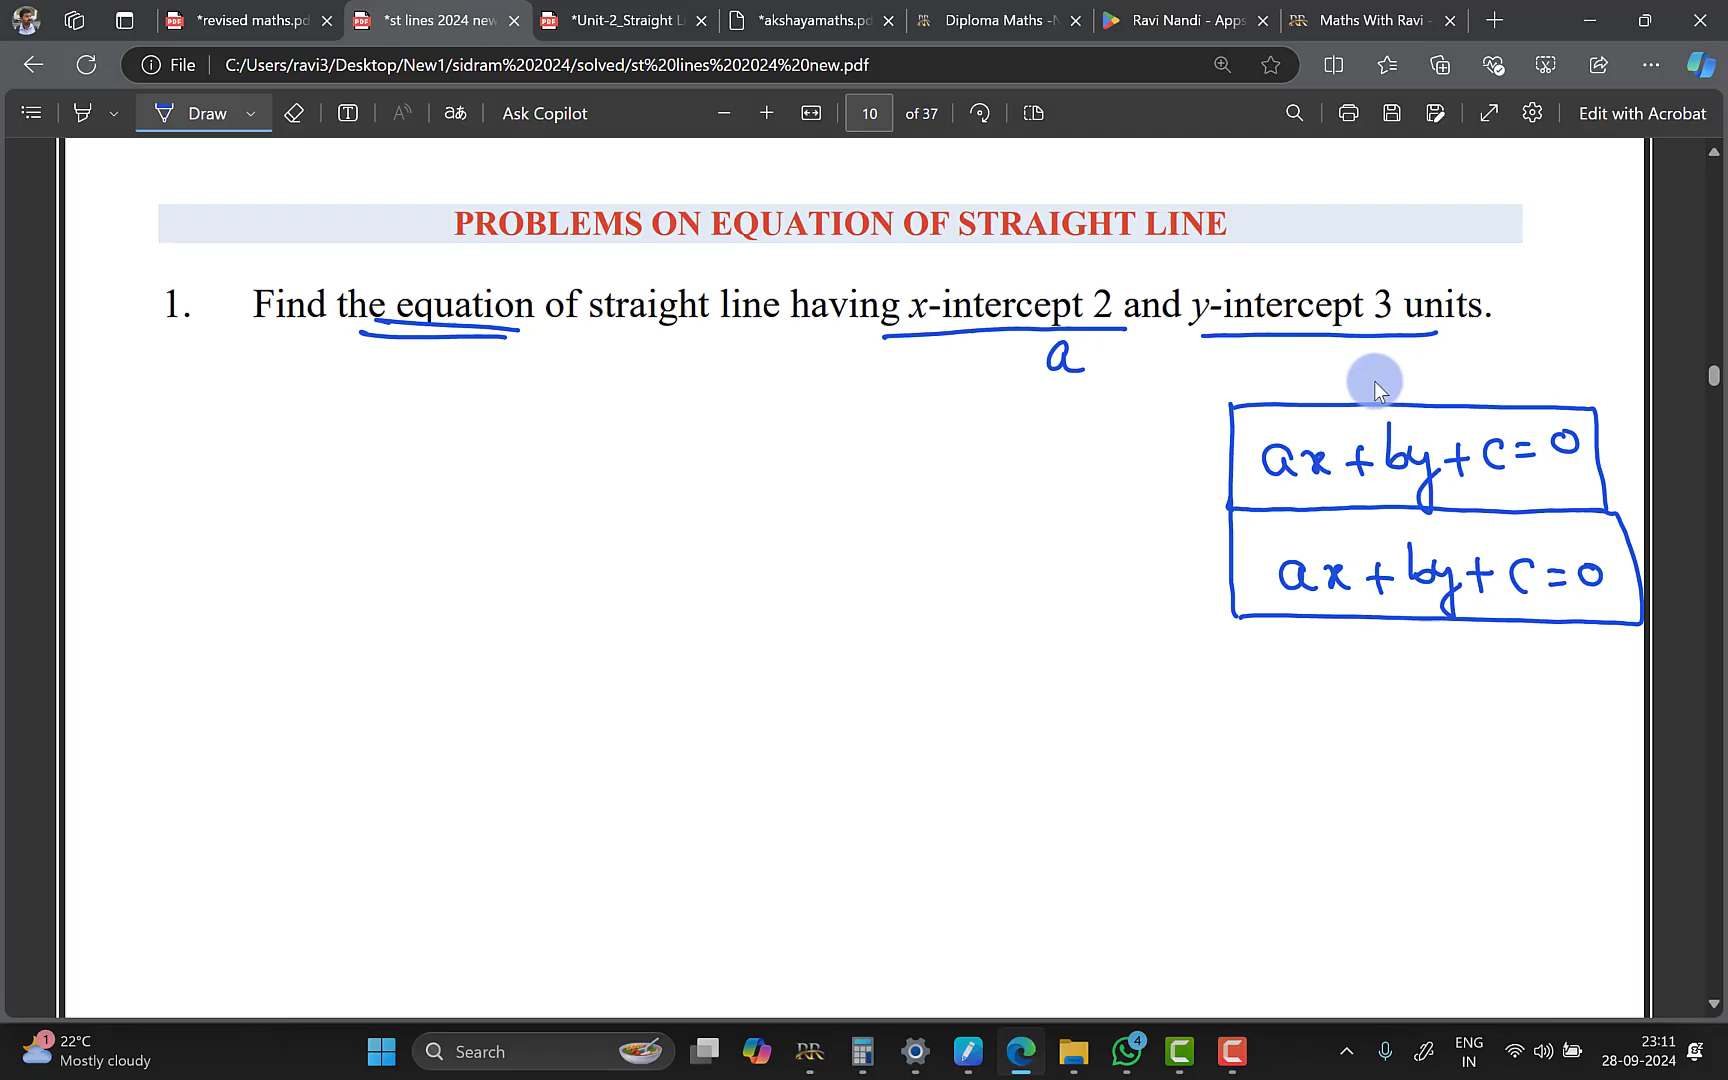 *revised maths.pd
*st lines 2024 new
*Unit-2_Straight L
*akshayamaths.pd
Diploma Maths -N
Ravi Nandi - Apps
Maths With Ravi -
File
C:/Users/ravi3/Desktop/New1/sidram%202024/solved/st%20lines%202024%20new.pdf
Draw
Ask Copilot
10 of 37
Edit with Acrobat
PROBLEMS ON EQUATION OF STRAIGHT LINE
1. Find the equation of straight line having x-intercept 2 and y-intercept 3 units.
a
ax + by + c = 0
ax + by + c = 0
1
22°C
Mostly cloudy
Search
4
ENG
IN
23:11
28-09-2024